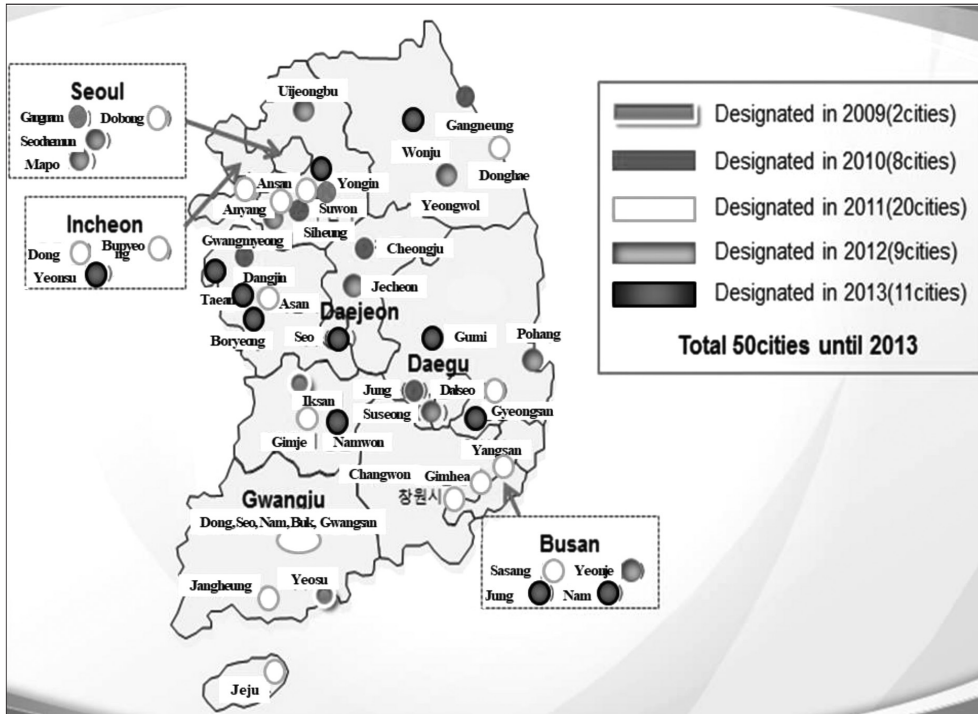 Seoul
Gangnam Dobong
Seodaemun
Mapo
Incheon
Dong Bupyeo
ng
Yeonsu
Uijeongbu
Gangneung
Wonju
Donghae
Yeongwol
Ansan
Yongin
Anyang
Suwon
Siheung
Gwangmyeong
Cheongju
Dangjin
Jecheon
Taean
Asan
Daejeon
Boryeong
Seo
Gumi
Pohang
Daegu
Jung
Dalseo
Suseong
Gyeongsan
Iksan
Gimje
Namwon
Yangsan
Changwon
Gimhea
창원시
Gwangju
Dong,Seo,Nam,Buk, Gwangsan
Jangheung
Yeosu
Jeju
Busan
Sasang Yeonje
Jung Nam
Designated in 2009(2cities)
Designated in 2010(8cities)
Designated in 2011(20cities)
Designated in 2012(9cities)
Designated in 2013(11cities)
Total 50cities until 2013